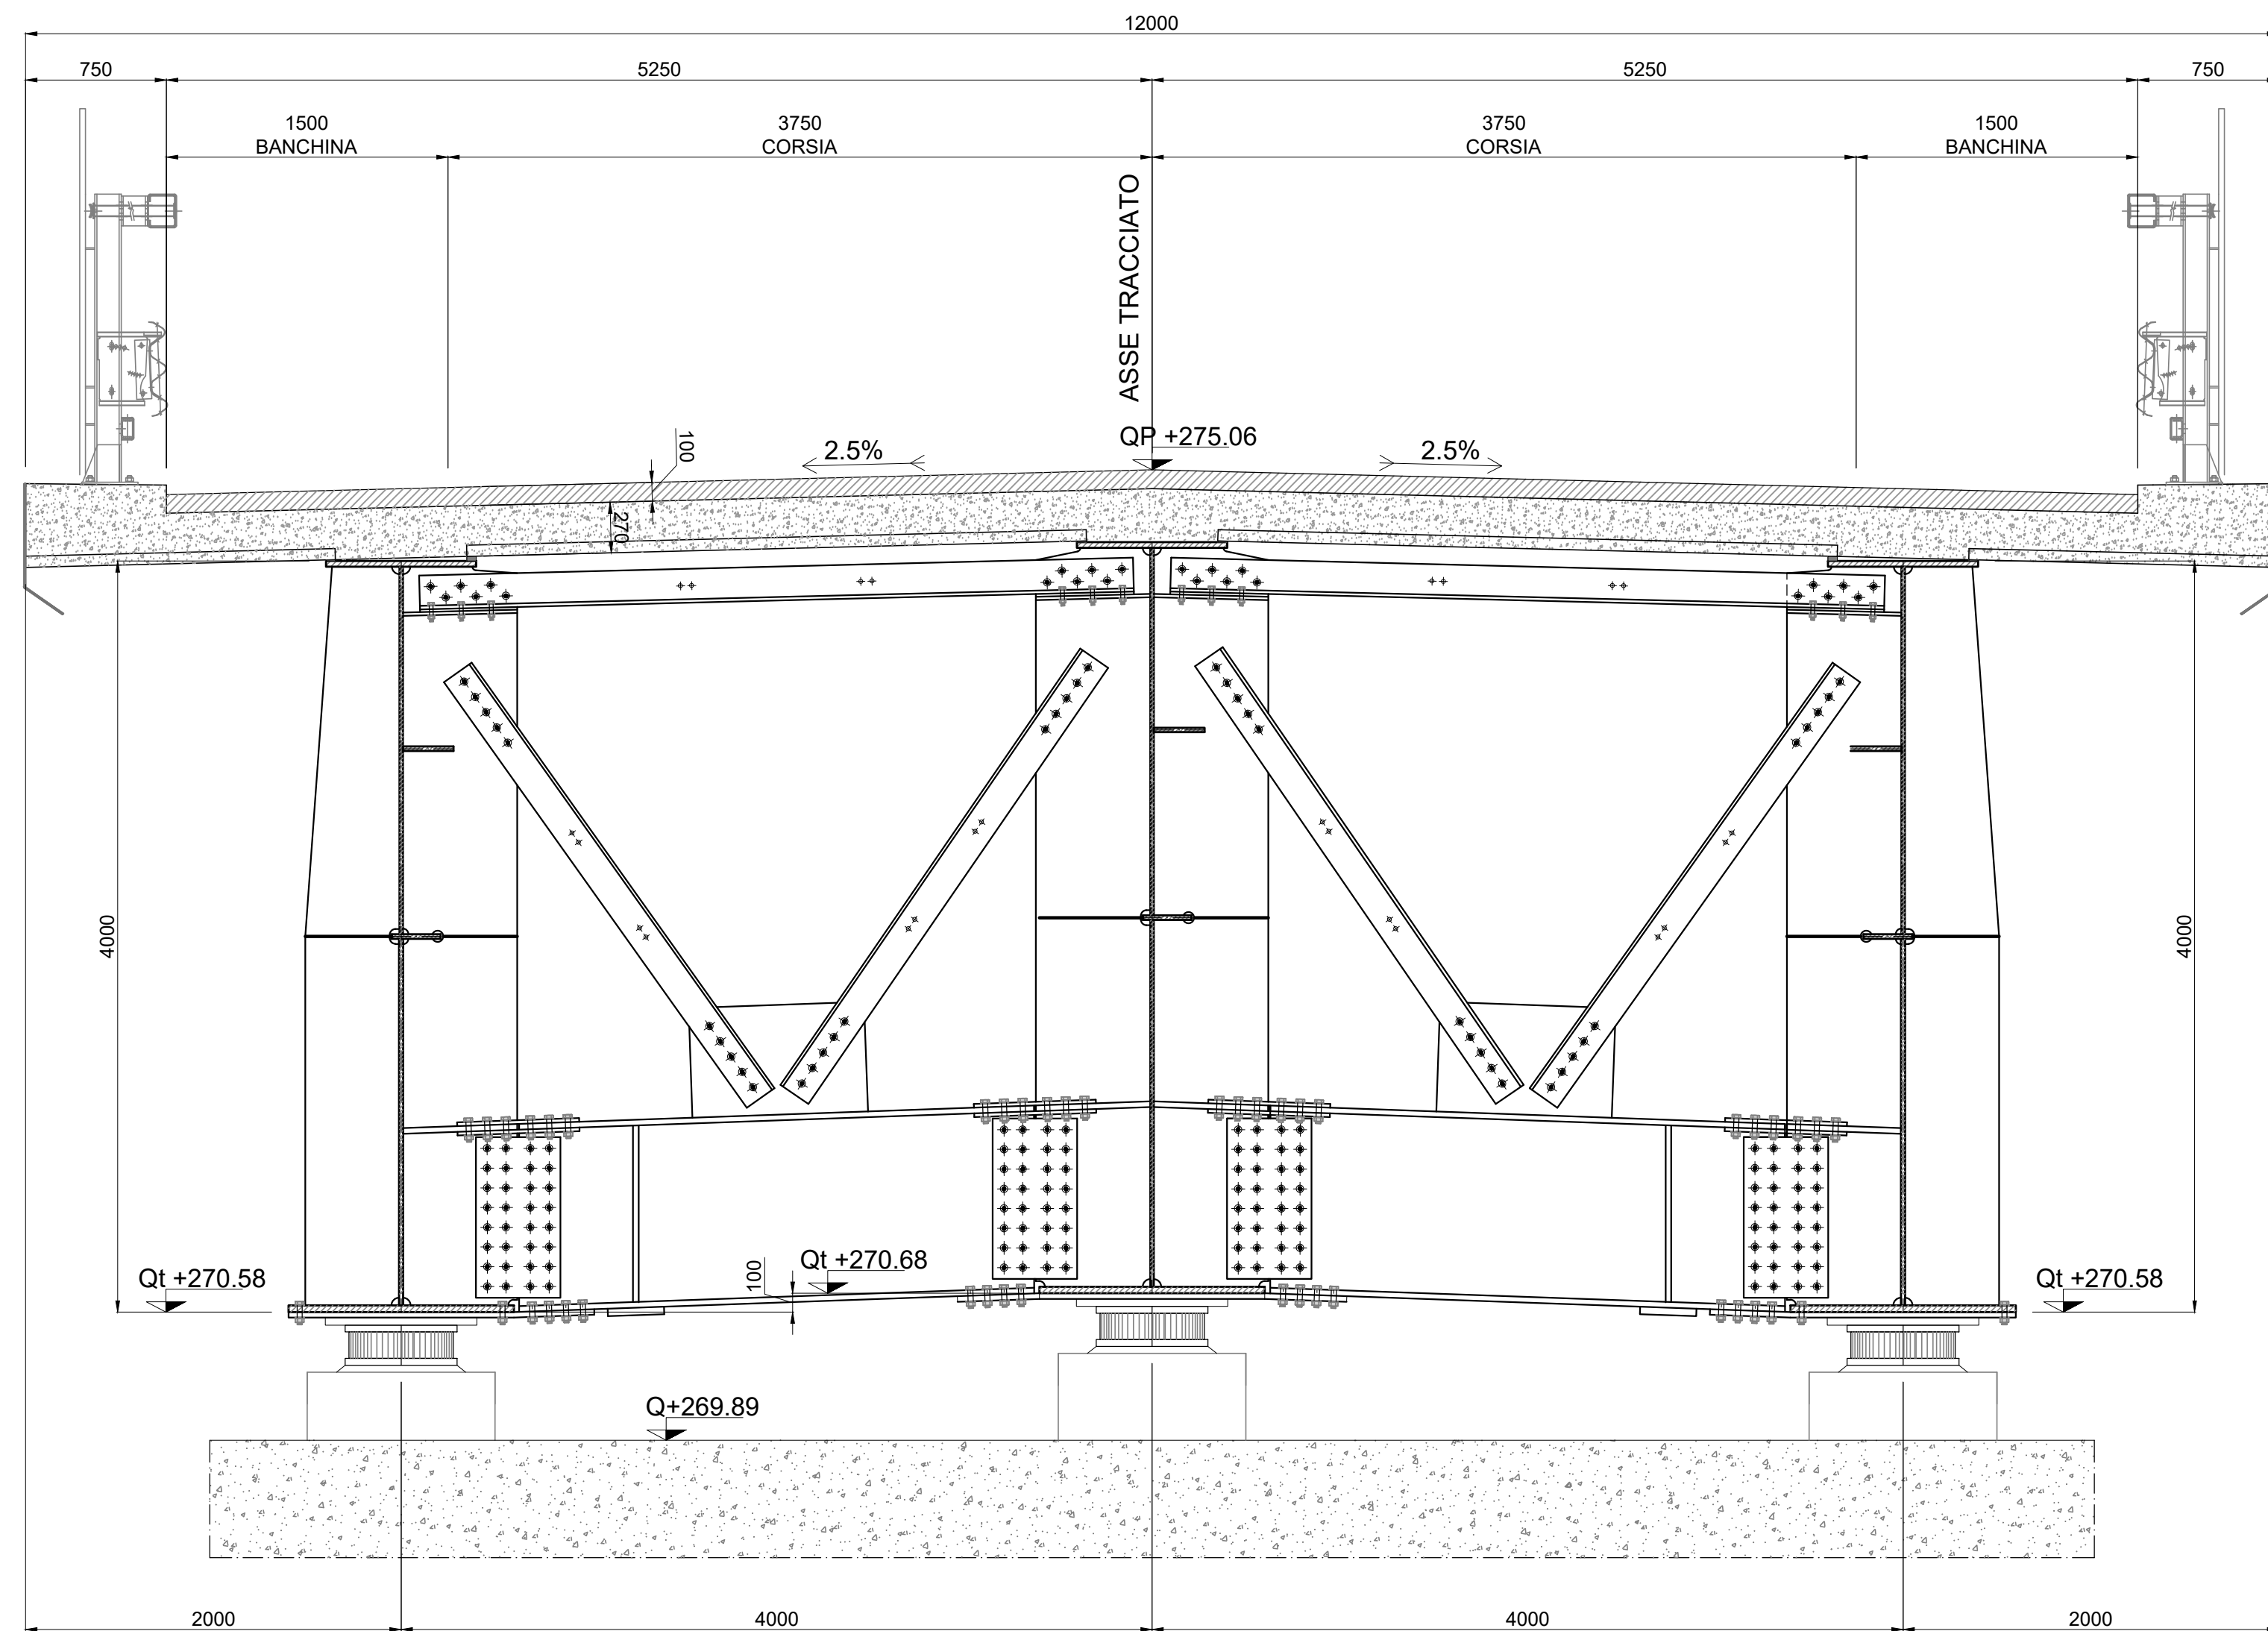 12000
750
5250
5250
750
1500
BANCHINA
3750
CORSIA
3750
CORSIA
1500
BANCHINA
ASSE TRACCIATO
QP +275.06
100
2.5%
2.5%
270
4000
4000
Qt +270.58
100
Qt +270.68
Qt +270.58
Q+269.89
2000
4000
4000
2000